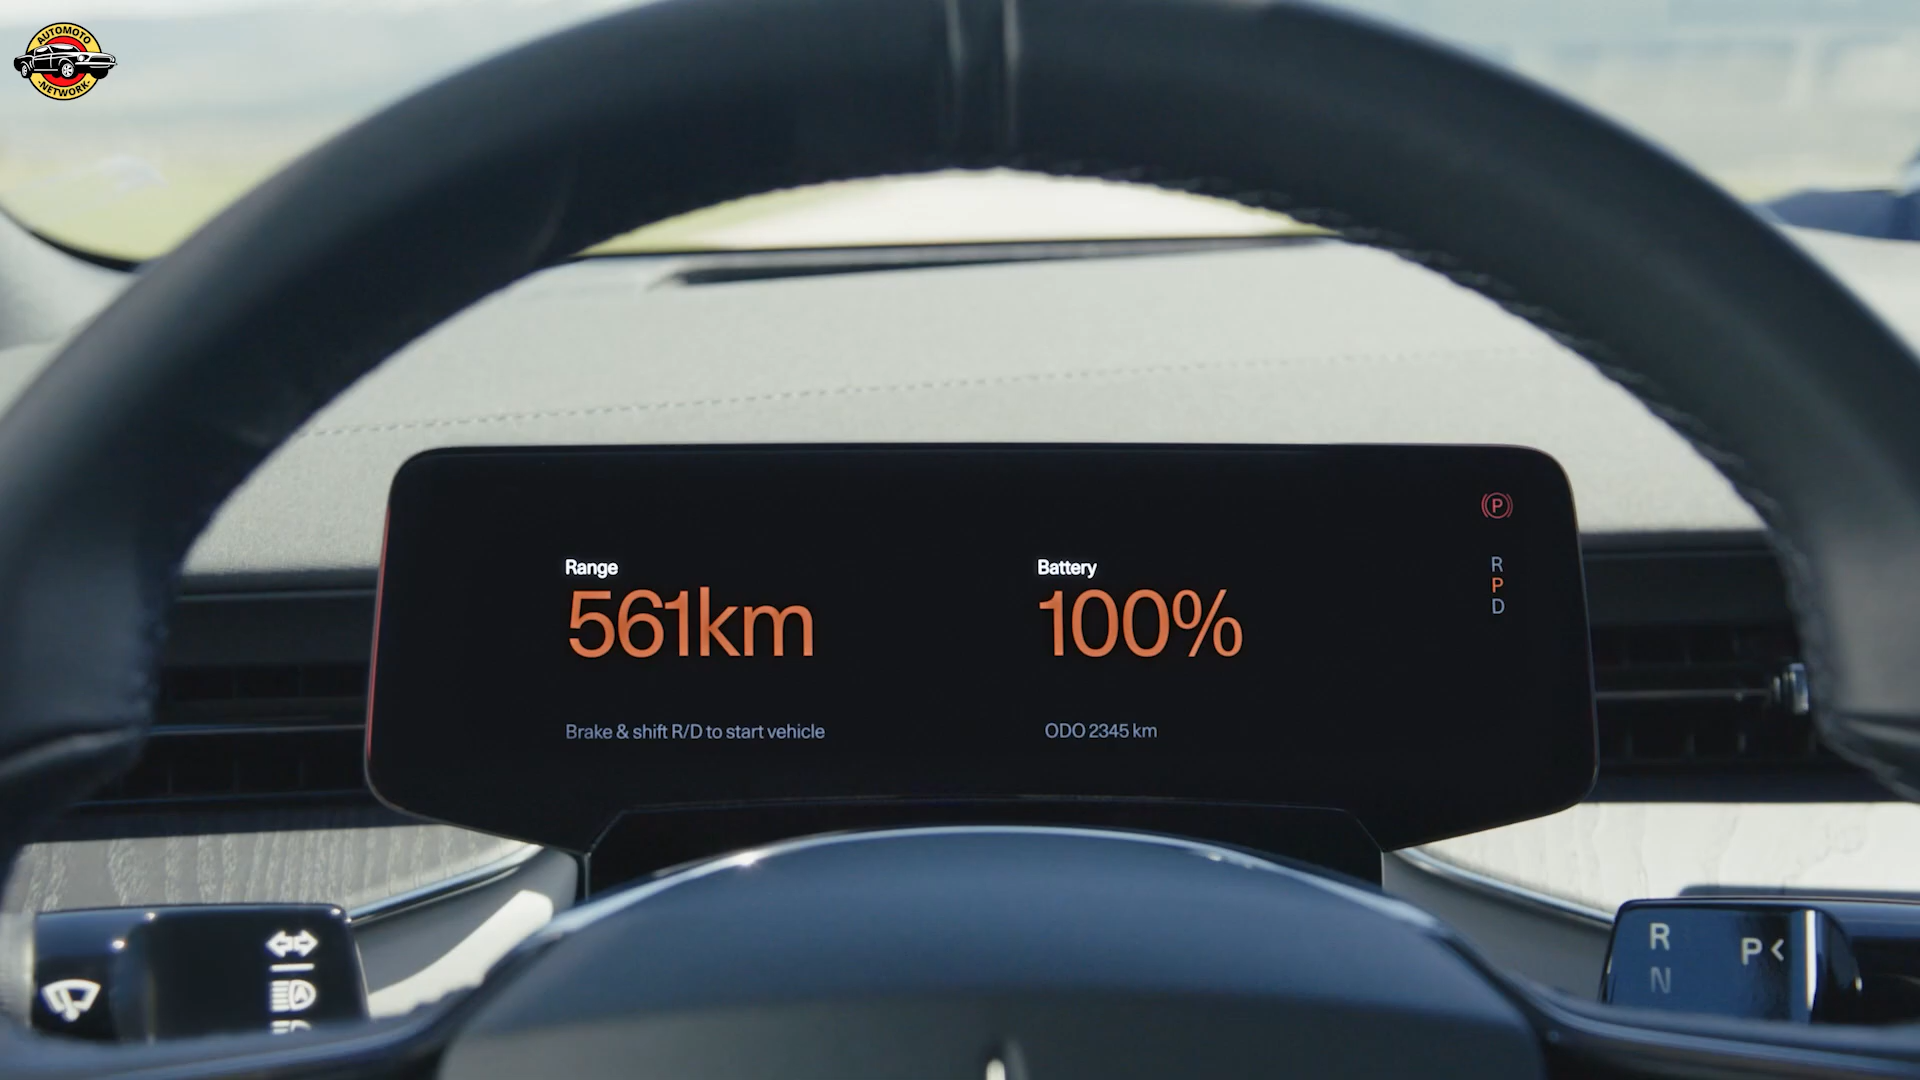 AUTOMOTO
NETWORK
P
Range
Battery
R
561km
100%
P
D
Brake & shift R/D to start vehicle
ODO 2345 km
R
P<
N